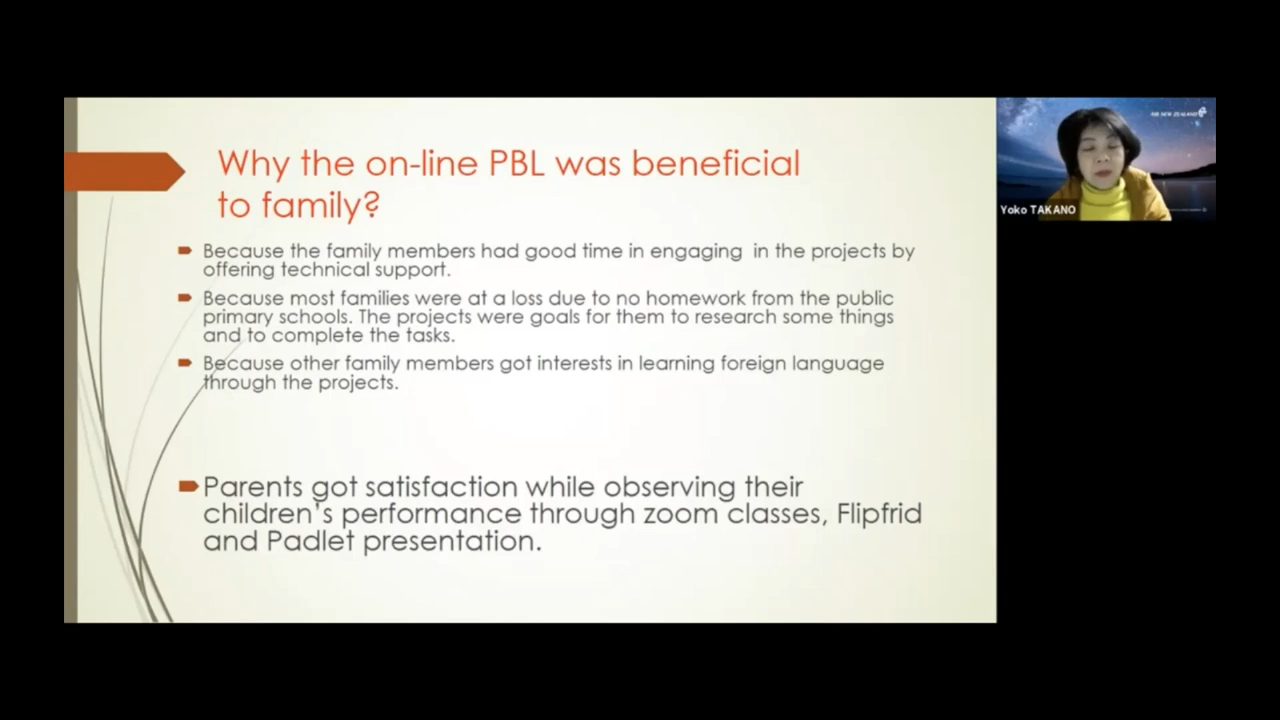 Why the on-line PBL was beneficial
to family?
Because the family members had good time in engaging in the projects by
offering technical support.
Because most families were at a loss due to no homework from the public
primary schools. The projects were goals for them to research some things
and to complete the tasks.
Because other family members got interests in learning foreign language
through the projects.
Parents got satisfaction while observing their
children's performance through zoom classes, Flipfrid
and Padlet presentation.
AIR NEW ZEALAND
Yoko TAKANO